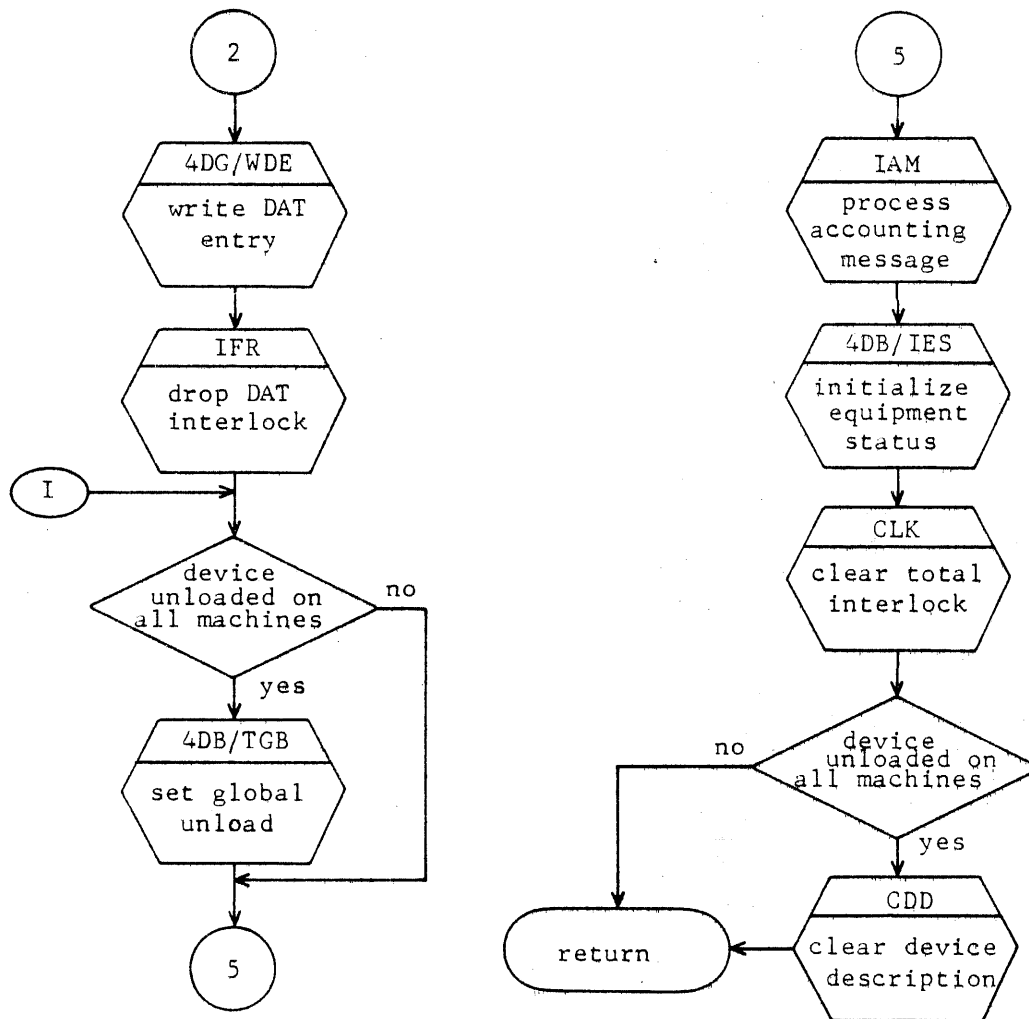 2
4DG/WDE
write DAT
entry
IFR
drop DAT
interlock
I
device
unloaded on
all machines
no
yes
4DB/TGB
set global
unload
5
5
IAM
process
accounting
message
4DB/IES
initialize
equipment
status
CLK
clear total
interlock
device
unloaded on
all machines
no
yes
CDD
clear device
description
return